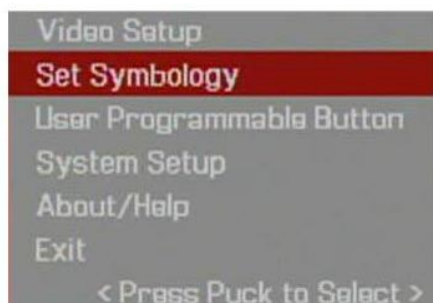 Video Setup
Set Symbology
User Programmable Button
System Setup
About/Help
Exit
< Press Puck to Select >